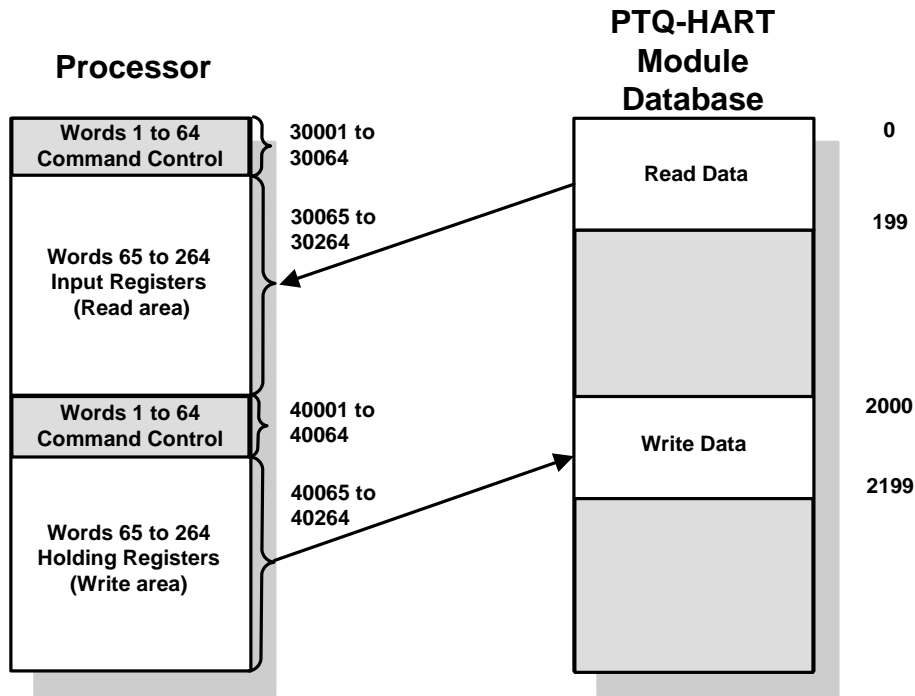 Processor
PTQ-HART
Module
Database
Words 1 to 64
Command Control
30001 to
30064
Words 65 to 264
Input Registers
(Read area)
30065 to
30264
Words 1 to 64
Command Control
40001 to
40064
Words 65 to 264
Holding Registers
(Write area)
40065 to
40264
Read Data
0
199
Write Data
2000
2199